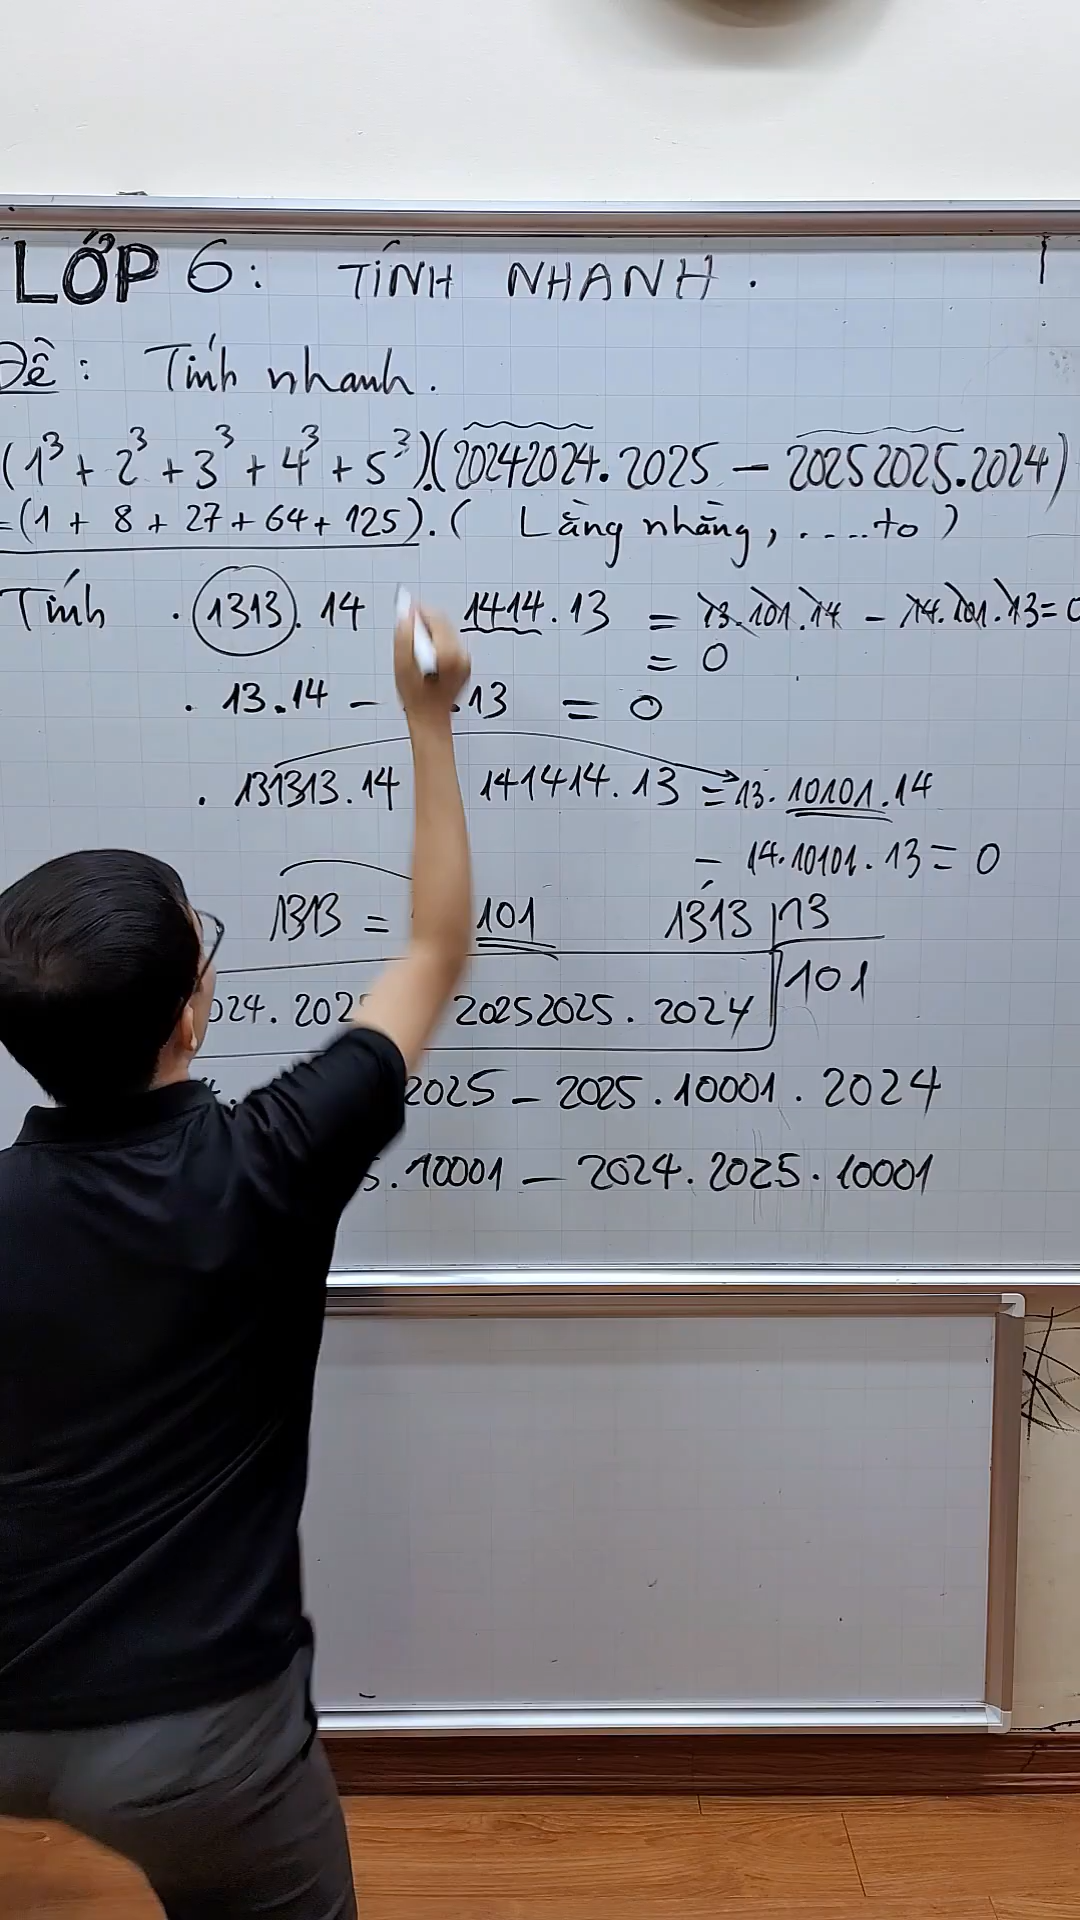 LỚP 6: TÍNH NHANH.
Đề: Tính nhanh.
(1³ + 2³ + 3³ + 4³ + 5³).(20242024.2025 – 20252025.2024)
=(1 + 8 + 27 + 64 + 125).( Lằng nhằng, .....to )
Tính . 1313.14 1414.13 = 13.101.14 – 14.101.13=0
= 0
. 13.14 – .13 = 0
. 131313.14 141414.13 = 13.10101.14
– 14.10101.13 = 0
1313 = 101 1313 13
101
024.202 20252025.2024
2025 – 2025.10001.2024
5.10001 – 2024.2025.10001